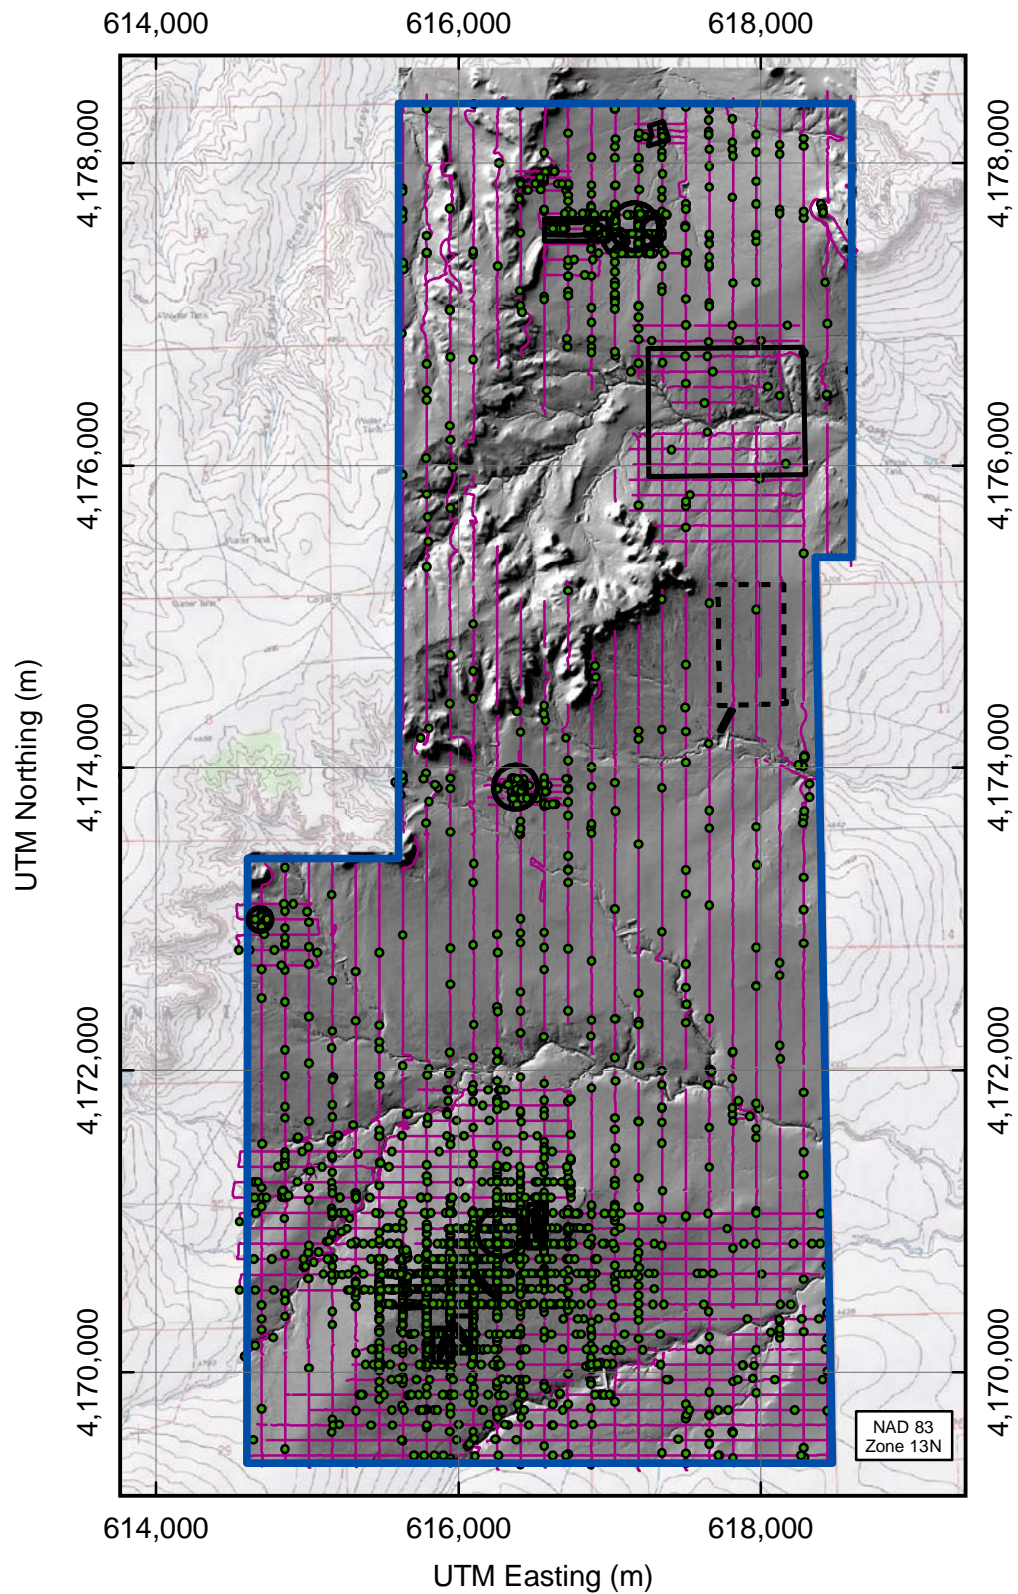 614,000 616,000 618,000
4,178,000 4,178,000
4,176,000 4,176,000
UTM Northing (m)
4,174,000 4,174,000
N A T I
4,172,000 4,172,000
4,170,000 4,170,000
NAD 83
Zone 13N
614,000 616,000 618,000
UTM Easting (m)